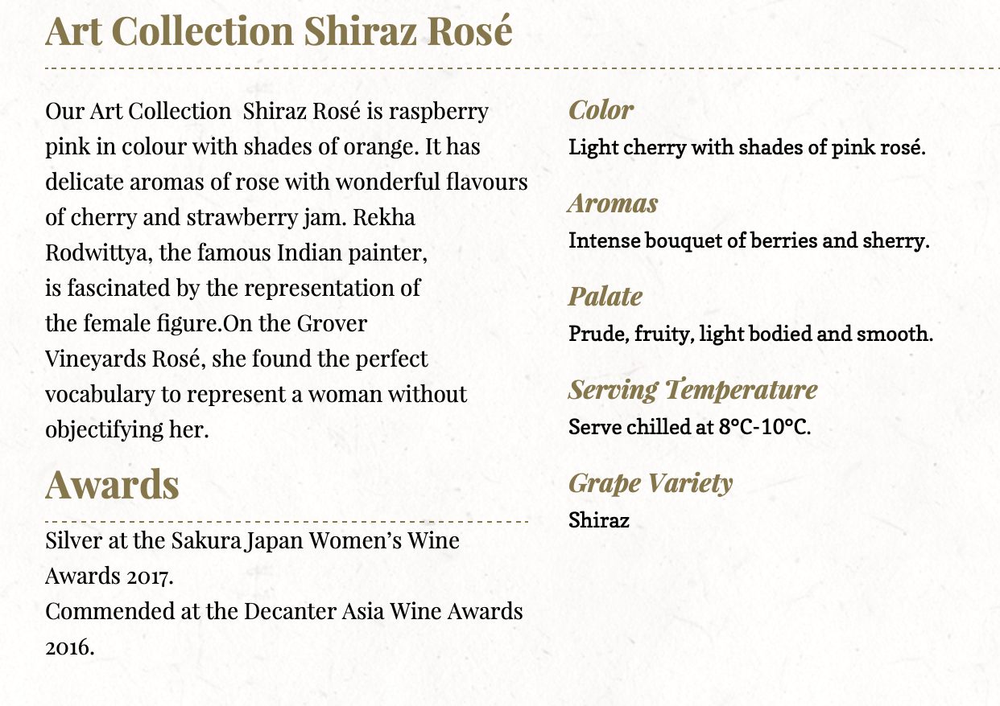 Art Collection Shiraz Rosé
Our Art Collection  Shiraz Rosé is raspberry
pink in colour with shades of orange. It has
delicate aromas of rose with wonderful flavours
of cherry and strawberry jam. Rekha
Rodwittya, the famous Indian painter,
is fascinated by the representation of
the female figure.On the Grover
Vineyards Rosé, she found the perfect
vocabulary to represent a woman without
objectifying her.
Awards
Silver at the Sakura Japan Women’s Wine
Awards 2017.
Commended at the Decanter Asia Wine Awards
2016.
Color
Light cherry with shades of pink rosé.
Aromas
Intense bouquet of berries and sherry.
Palate
Prude, fruity, light bodied and smooth.
Serving Temperature
Serve chilled at 8°C-10°C.
Grape Variety
Shiraz